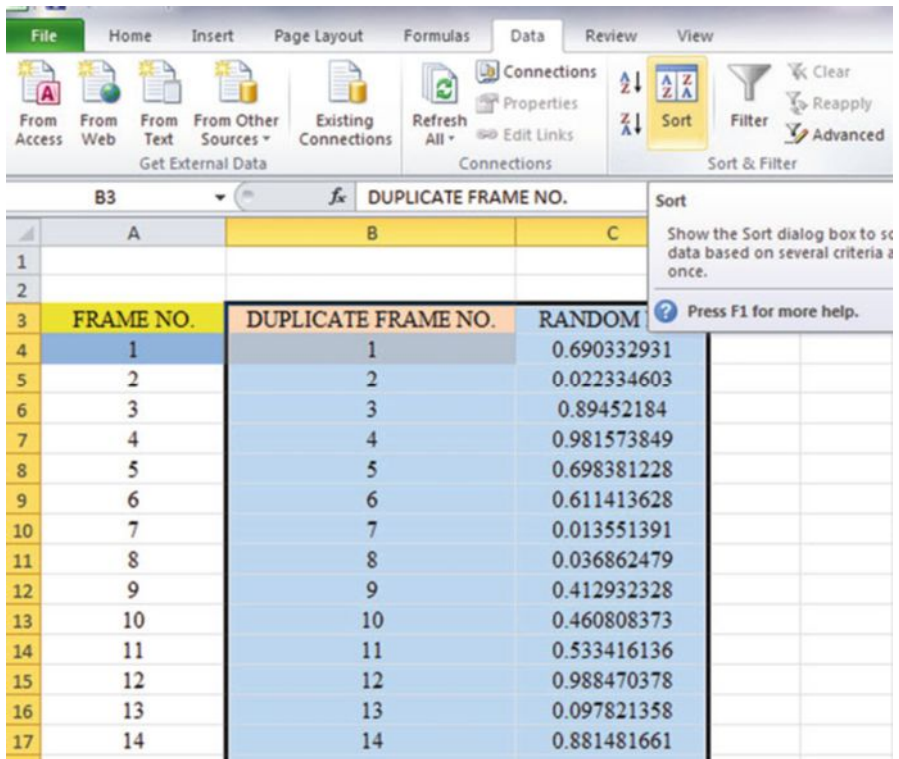 File Home Insert Page Layout Formulas Data Review View
From Access
From Web
From Text
From Other Sources
Existing Connections
Refresh All
Connections
Properties
Edit Links
A Z
Z A
A Z Z A
Sort
Filter
Clear
Reapply
Advanced
Get External Data Connections Sort & Filter
B3 fx DUPLICATE FRAME NO.
Sort
Show the Sort dialog box to
data based on several criteria
once.
Press F1 for more help.
A B C
1
2
3 FRAME NO. DUPLICATE FRAME NO. RANDOM
4 1 1 0.690332931
5 2 2 0.022334603
6 3 3 0.89452184
7 4 4 0.981573849
8 5 5 0.698381228
9 6 6 0.611413628
10 7 7 0.013551391
11 8 8 0.036862479
12 9 9 0.412932328
13 10 10 0.460808373
14 11 11 0.533416136
15 12 12 0.988470378
16 13 13 0.097821358
17 14 14 0.881481661